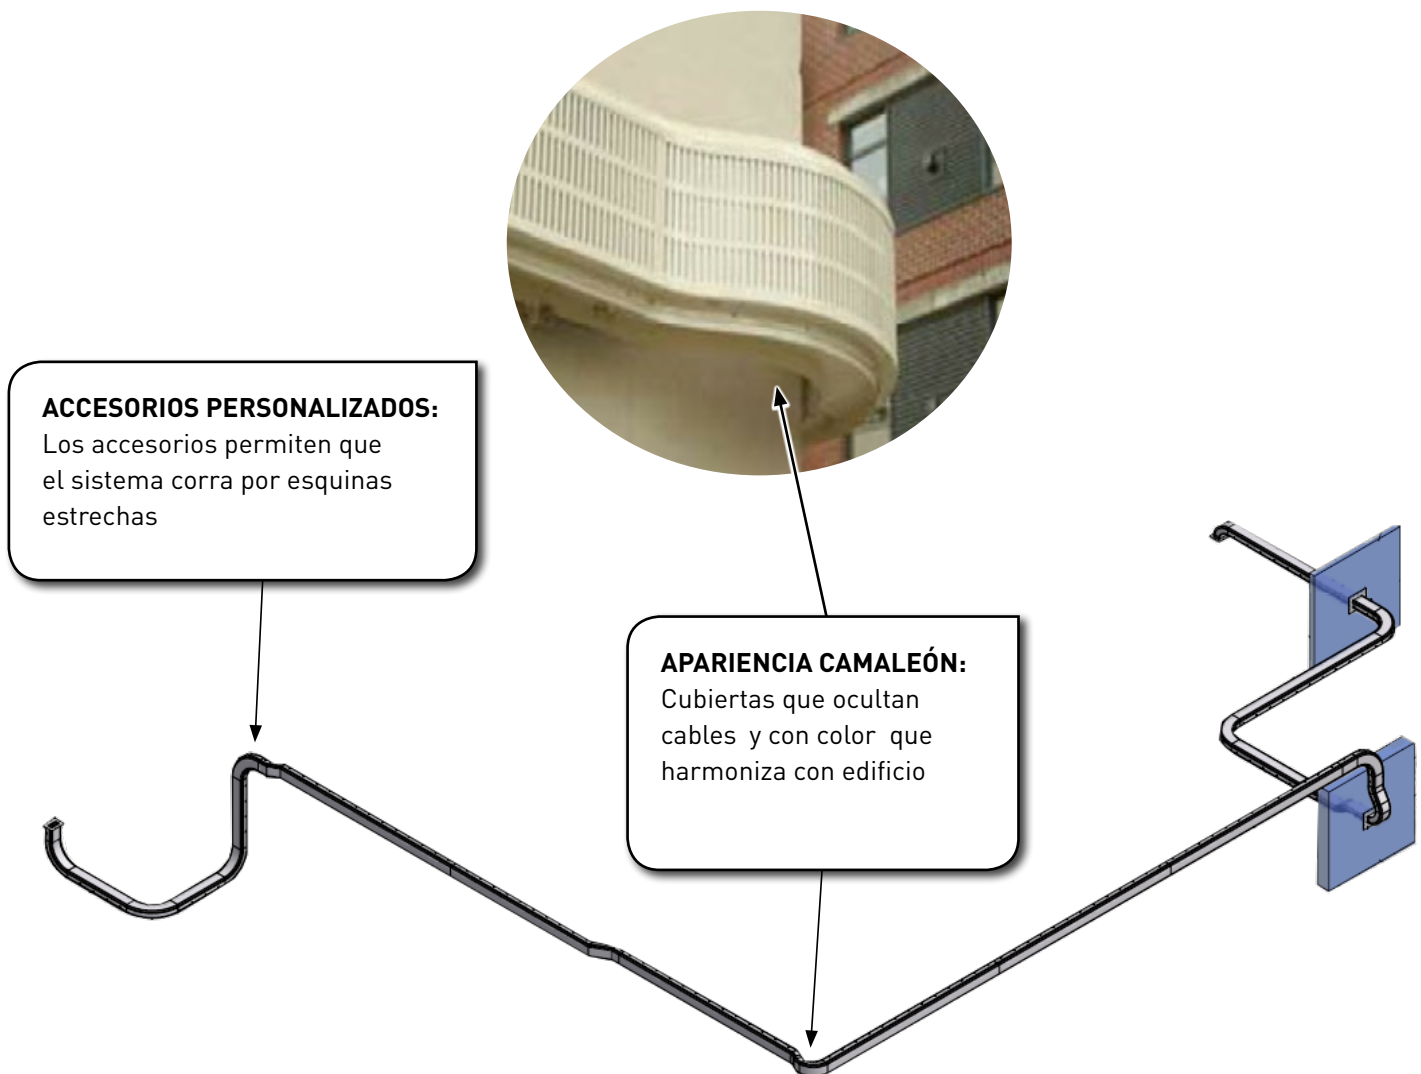 ACCESORIOS PERSONALIZADOS:
Los accesorios permiten que
el sistema corra por esquinas
estrechas
APARIENCIA CAMALEÓN:
Cubiertas que ocultan
cables  y con color  que
harmoniza con edificio